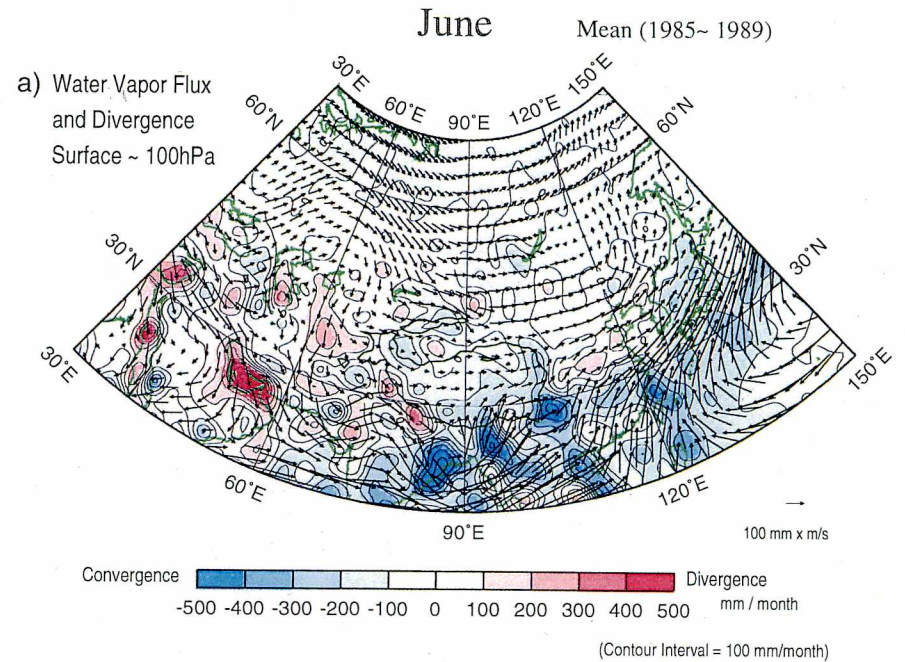 June
Mean (1985~ 1989)
a) Water Vapor Flux
and Divergence
Surface ~ 100hPa
30°E
60°E
90°E
120°E
150°E
60°N
60°N
30°N
30°N
30°E
150°E
60°E
120°E
90°E
100 mm x m/s
Convergence
Divergence
-500 -400 -300 -200 -100 0 100 200 300 400 500
mm / month
(Contour Interval = 100 mm/month)